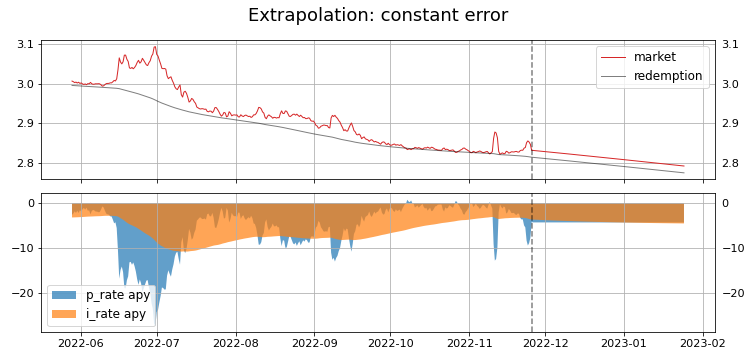 Extrapolation: constant error
3.1
3.0
2.9
2.8
3.1
3.0
2.9
2.8
market
redemption
0
−10
−20
0
−10
−20
p_rate apy
i_rate apy
2022-06 2022-07 2022-08 2022-09 2022-10 2022-11 2022-12 2023-01 2023-02